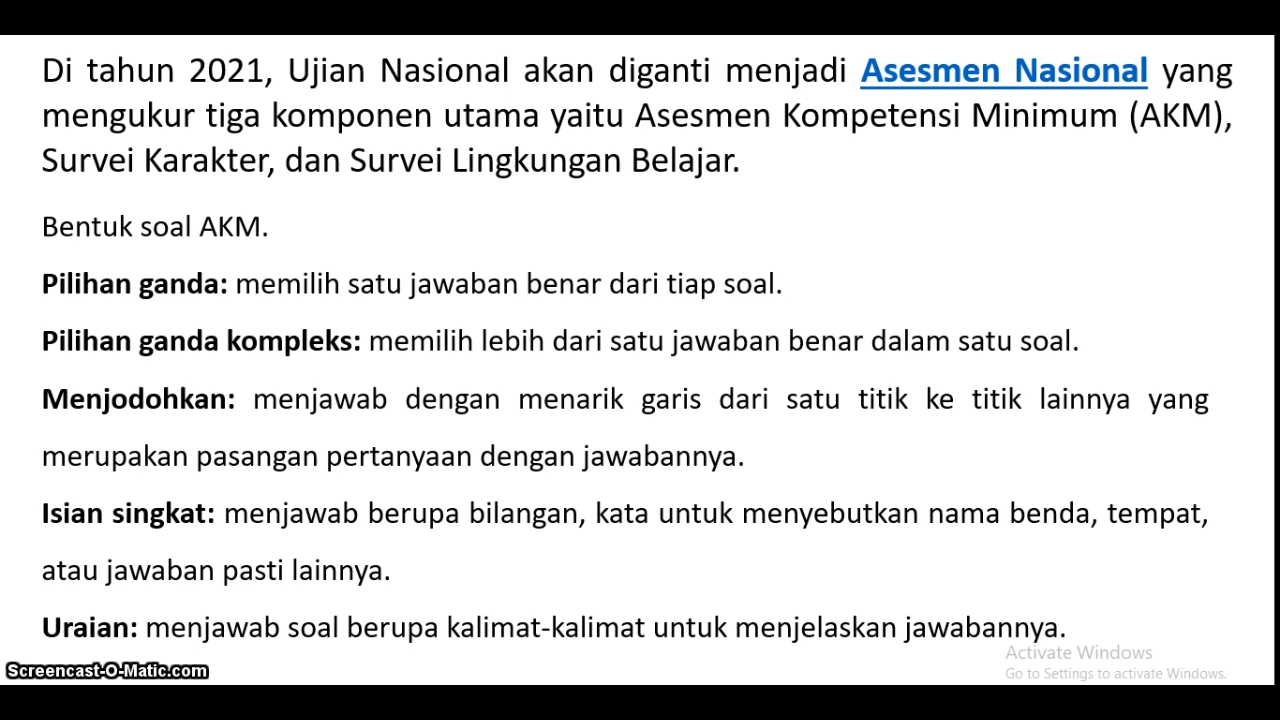 Di tahun 2021, Ujian Nasional akan diganti menjadi Asesmen Nasional yang
mengukur tiga komponen utama yaitu Asesmen Kompetensi Minimum (AKM),
Survei Karakter, dan Survei Lingkungan Belajar.
Bentuk soal AKM.
Pilihan ganda: memilih satu jawaban benar dari tiap soal.
Pilihan ganda kompleks: memilih lebih dari satu jawaban benar dalam satu soal.
Menjodohkan: menjawab dengan menarik garis dari satu titik ke titik lainnya yang
merupakan pasangan pertanyaan dengan jawabannya.
Isian singkat: menjawab berupa bilangan, kata untuk menyebutkan nama benda, tempat,
atau jawaban pasti lainnya.
Uraian: menjawab soal berupa kalimat-kalimat untuk menjelaskan jawabannya.
Activate Windows
Go to Settings to activate Windows.
Screencast-O-Matic.com